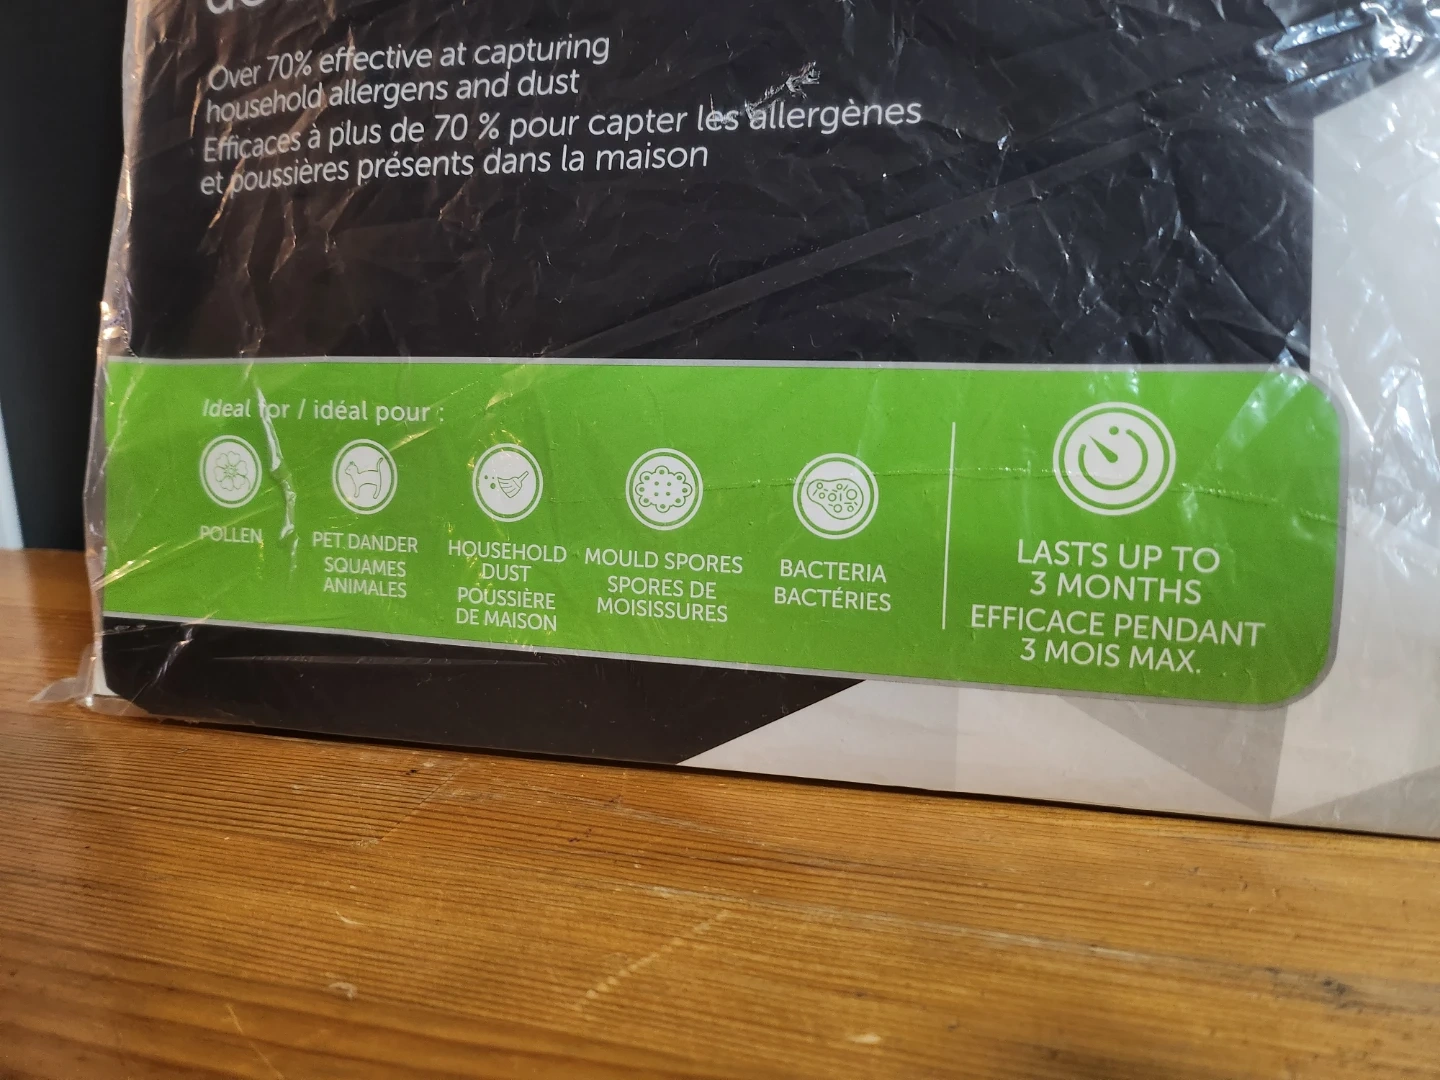 Over 70% effective at capturing
household allergens and dust
Efficaces à plus de 70 % pour capter les allergènes
et poussières présents dans la maison
Ideal for / idéal pour :
POLLEN
PET DANDER
SQUAMES
ANIMALES
HOUSEHOLD
DUST
POUSSIÈRE
DE MAISON
MOULD SPORES
SPORES DE
MOISISSURES
BACTERIA
BACTÉRIES
LASTS UP TO
3 MONTHS
EFFICACE PENDANT
3 MOIS MAX.